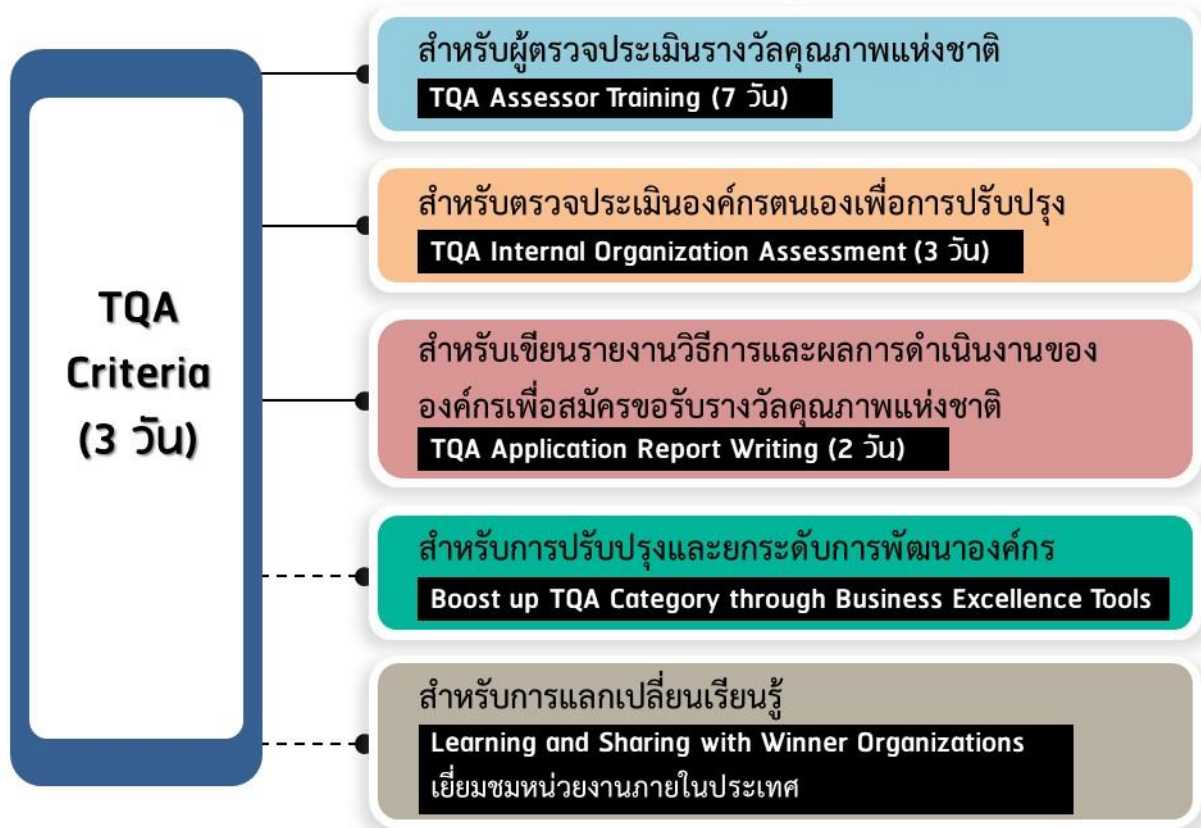 TQA
Criteria
(3 วัน)
สำหรับผู้ตรวจประเมินรางวัลคุณภาพแห่งชาติ
TQA Assessor Training (7 วัน)
สำหรับตรวจประเมินองค์กรตนเองเพื่อการปรับปรุง
TQA Internal Organization Assessment (3 วัน)
สำหรับเขียนรายงานวิธีการและผลการดำเนินงานของ
องค์กรเพื่อสมัครขอรับรางวัลคุณภาพแห่งชาติ
TQA Application Report Writing (2 วัน)
สำหรับการปรับปรุงและยกระดับการพัฒนาองค์กร
Boost up TQA Category through Business Excellence Tools
สำหรับการแลกเปลี่ยนเรียนรู้
Learning and Sharing with Winner Organizations
เยี่ยมชมหน่วยงานภายในประเทศ